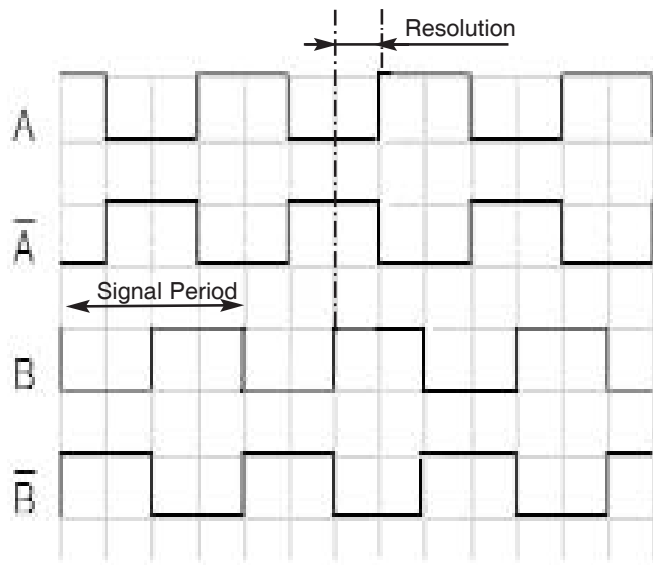 Resolution
A
A̅
Signal Period
B
B̅